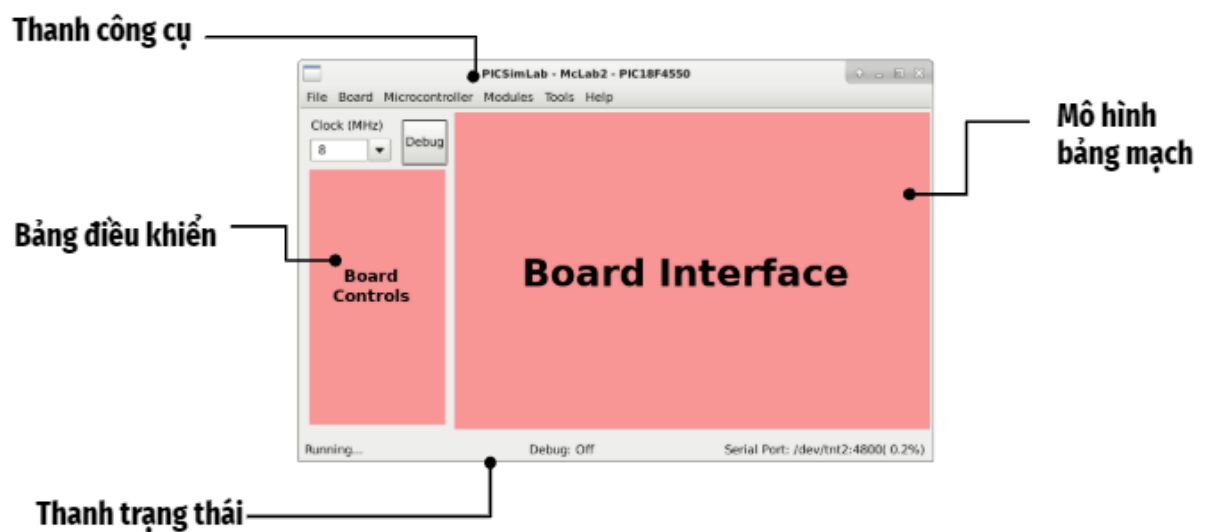 Thanh công cụ
PICSimLab - McLab2 - PIC18F4550
File Board Microcontroller Modules Tools Help
Clock (MHz)
8
Debug
Mô hình
bảng mạch
Bảng điều khiển
Board
Controls
Board Interface
Running...
Debug: Off
Serial Port: /dev/tnt2:4800( 0.2%)
Thanh trạng thái